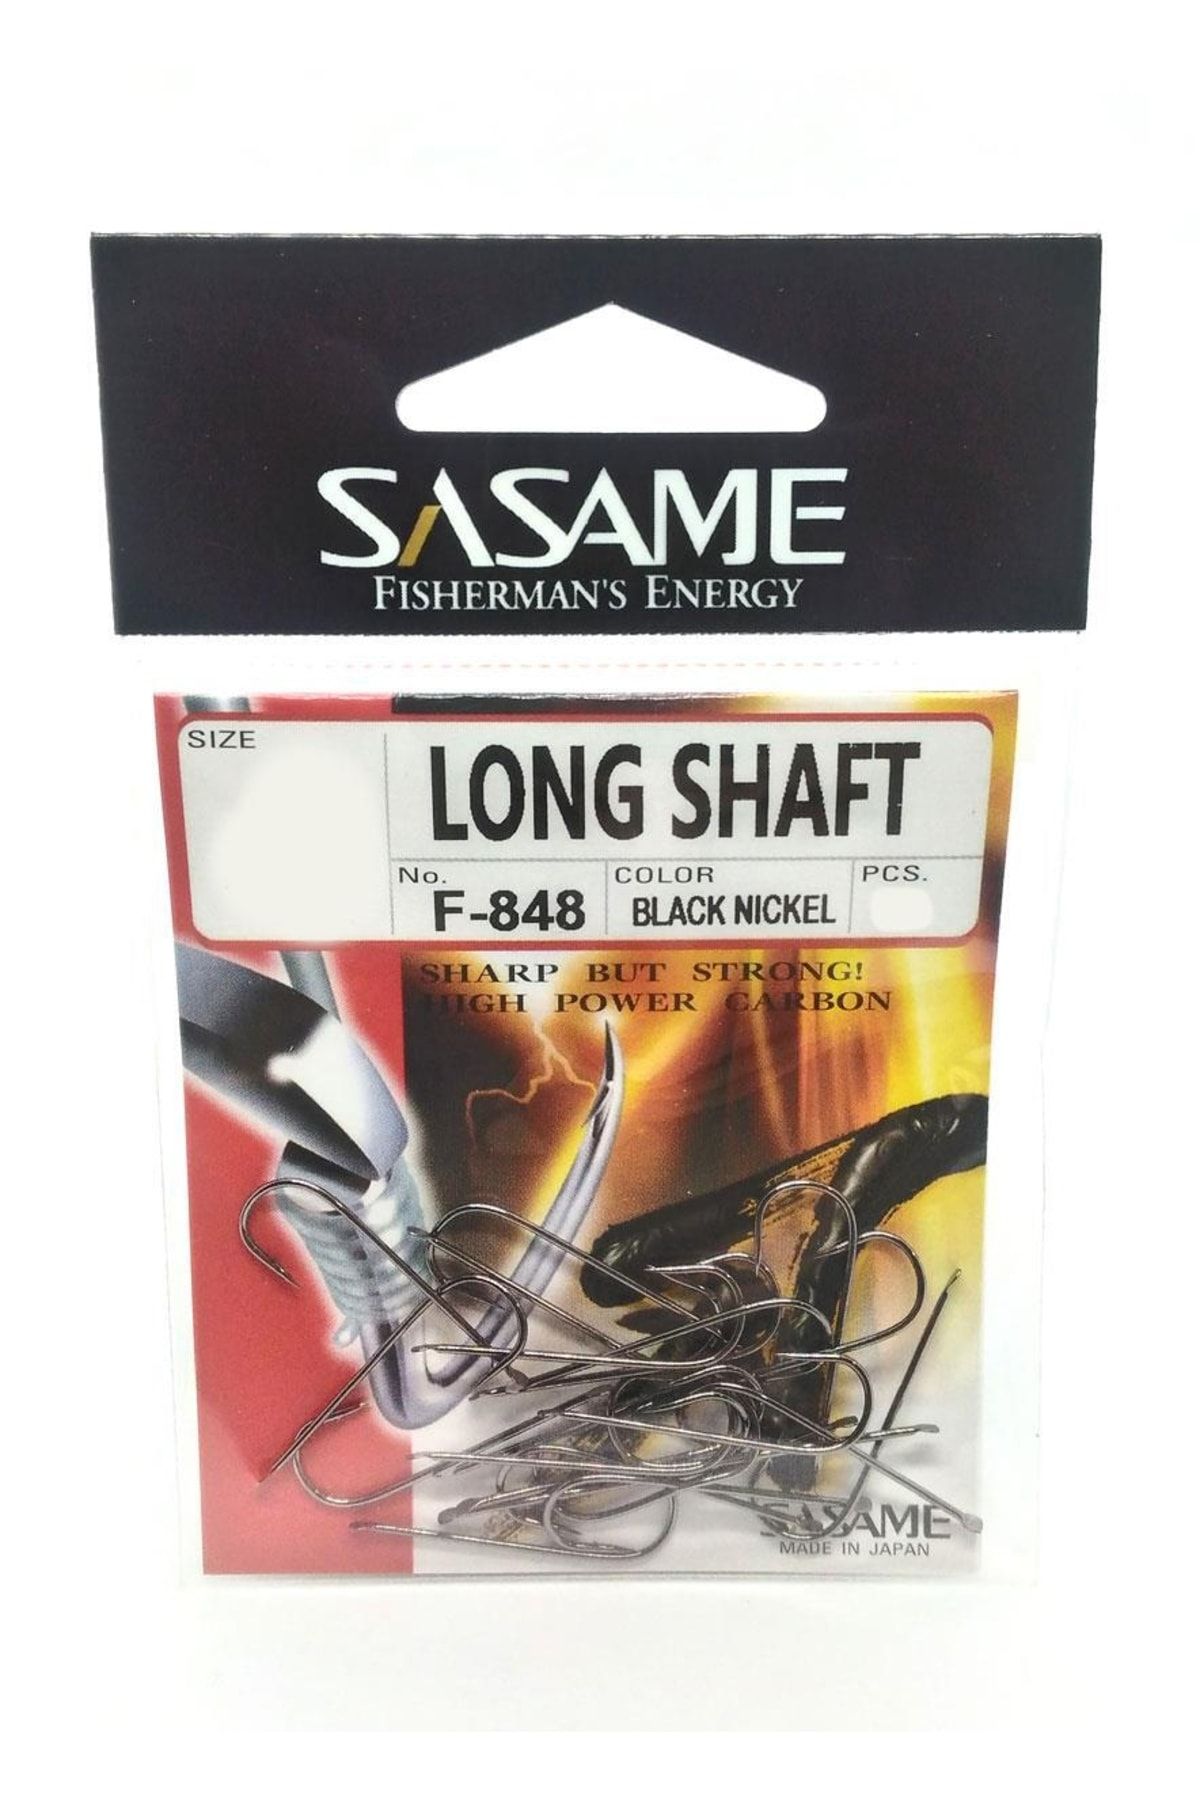 SASAME
FISHERMAN'S ENERGY
SIZE
LONG SHAFT
No.
F-848
COLOR
BLACK NICKEL
PCS.
SHARP BUT STRONG!
HIGH POWER CARBON
SASAME
MADE IN JAPAN